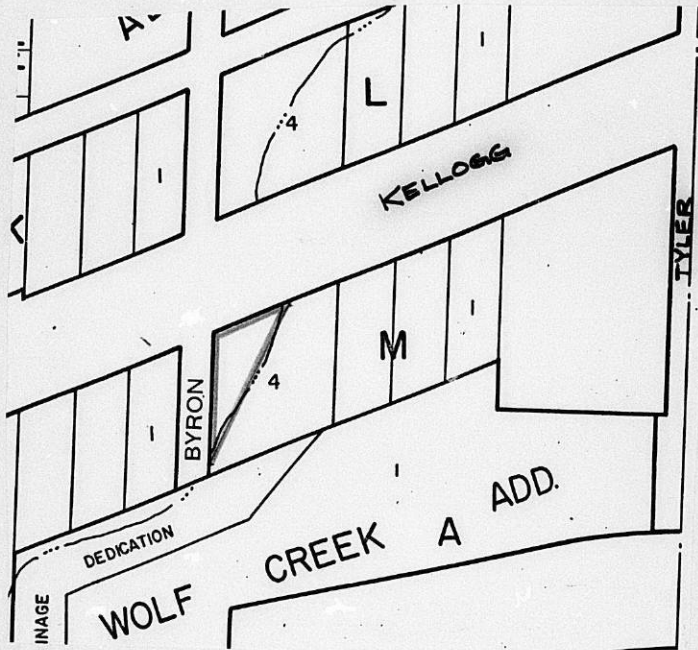 L
1
4
1
KELLOGG
TYLER
1
M
4
BYRON
1
1
DEDICATION
WOLF CREEK A ADD.
INAGE